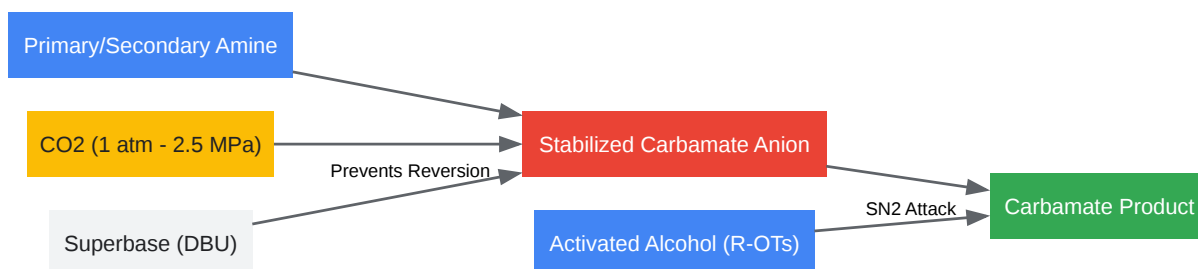 Primary/Secondary Amine
CO2 (1 atm - 2.5 MPa)
Stabilized Carbamate Anion
Prevents Reversion
Superbase (DBU)
Activated Alcohol (R-OTs)
SN2 Attack
Carbamate Product